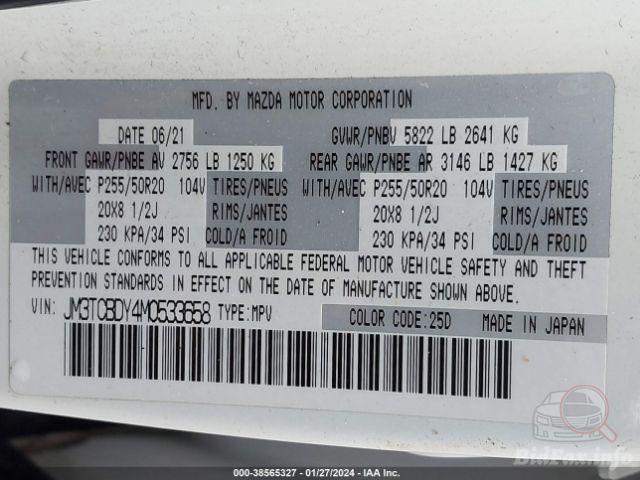 MFD. BY MAZDA MOTOR CORPORATION
DATE 06/21 GVWR/PNBV 5822 LB 2641 KG
FRONT GAWR/PNBE AV 2756 LB 1250 KG REAR GAWR/PNBE AR 3146 LB 1427 KG
WITH/AVEC P255/50R20 104V TIRES/PNEUS WITH/AVEC P255/50R20 104V TIRES/PNEUS
20X8 1/2J RIMS/JANTES 20X8 1/2J RIMS/JANTES
230 KPA/34 PSI COLD/A FROID 230 KPA/34 PSI COLD/A FROID
THIS VEHICLE CONFORMS TO ALL APPLICABLE FEDERAL MOTOR VEHICLE SAFETY AND THEFT
PREVENTION STANDARDS IN EFFECT ON THE DATE OF MANUFACTURE SHOWN ABOVE.
VIN: JM3TCBDY4M0533658 TYPE:MPV COLOR CODE:25D MADE IN JAPAN
BidFax.info
000-38565327 - 01/27/2024 - IAA Inc.